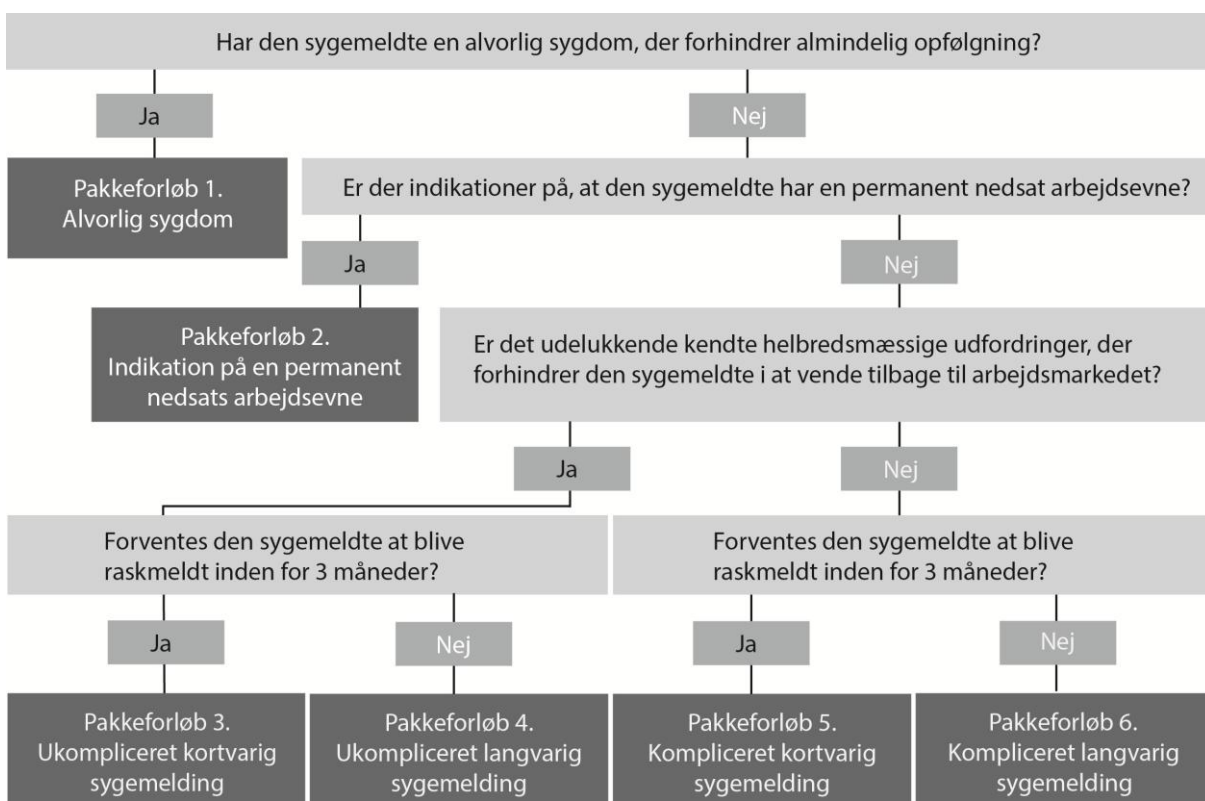 Har den sygemeldte en alvorlig sygdom, der forhindrer almindelig opfølgning?
Ja
Nej
Pakkeforløb 1.
Alvorlig sygdom
Er der indikationer på, at den sygemeldte har en permanent nedsat arbejdsevne?
Ja
Nej
Pakkeforløb 2.
Indikation på en permanent
nedsats arbejdsevne
Er det udelukkende kendte helbredsmæssige udfordringer, der
forhindrer den sygemeldte i at vende tilbage til arbejdsmarkedet?
Ja
Nej
Forventes den sygemeldte at blive
raskmeldt inden for 3 måneder?
Forventes den sygemeldte at blive
raskmeldt inden for 3 måneder?
Ja
Nej
Ja
Nej
Pakkeforløb 3.
Ukompliceret kortvarig
sygemelding
Pakkeforløb 4.
Ukompliceret langvarig
sygemelding
Pakkeforløb 5.
Kompliceret kortvarig
sygemelding
Pakkeforløb 6.
Kompliceret langvarig
sygemelding